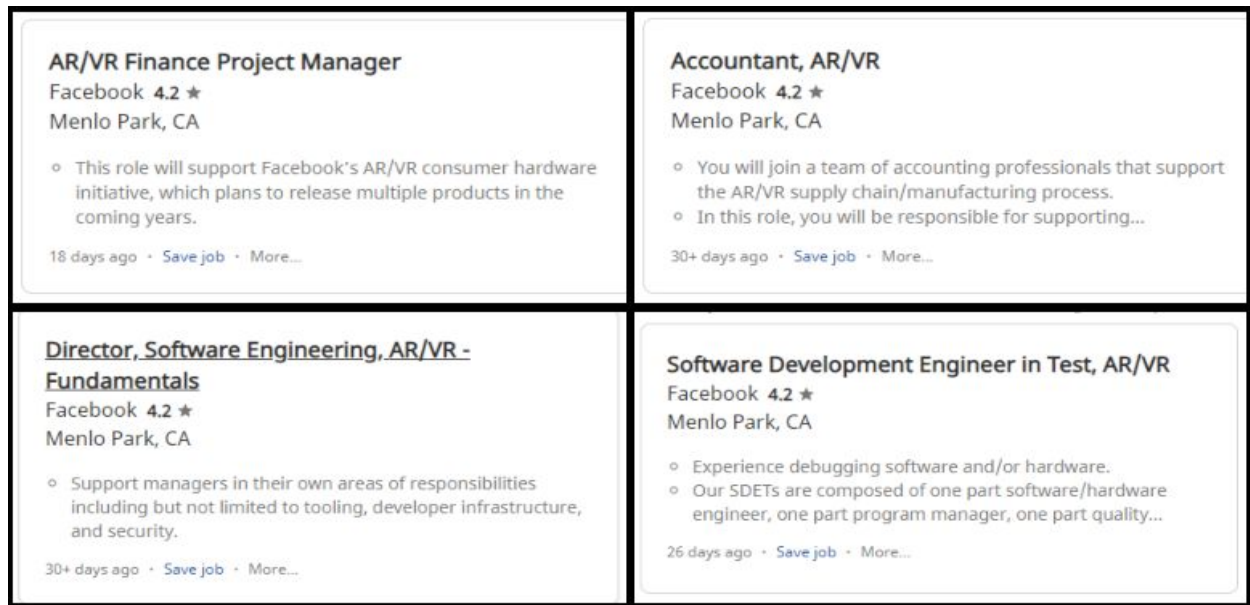 AR/VR Finance Project Manager
Facebook 4.2 ★
Menlo Park, CA
◦ This role will support Facebook's AR/VR consumer hardware
initiative, which plans to release multiple products in the
coming years.
18 days ago · Save job · More...
Accountant, AR/VR
Facebook 4.2 ★
Menlo Park, CA
◦ You will join a team of accounting professionals that support
the AR/VR supply chain/manufacturing process.
◦ In this role, you will be responsible for supporting...
30+ days ago · Save job · More...
Director, Software Engineering, AR/VR -
Fundamentals
Facebook 4.2 ★
Menlo Park, CA
◦ Support managers in their own areas of responsibilities
including but not limited to tooling, developer infrastructure,
and security.
30+ days ago · Save job · More...
Software Development Engineer in Test, AR/VR
Facebook 4.2 ★
Menlo Park, CA
◦ Experience debugging software and/or hardware.
◦ Our SDETs are composed of one part software/hardware
engineer, one part program manager, one part quality...
26 days ago · Save job · More...